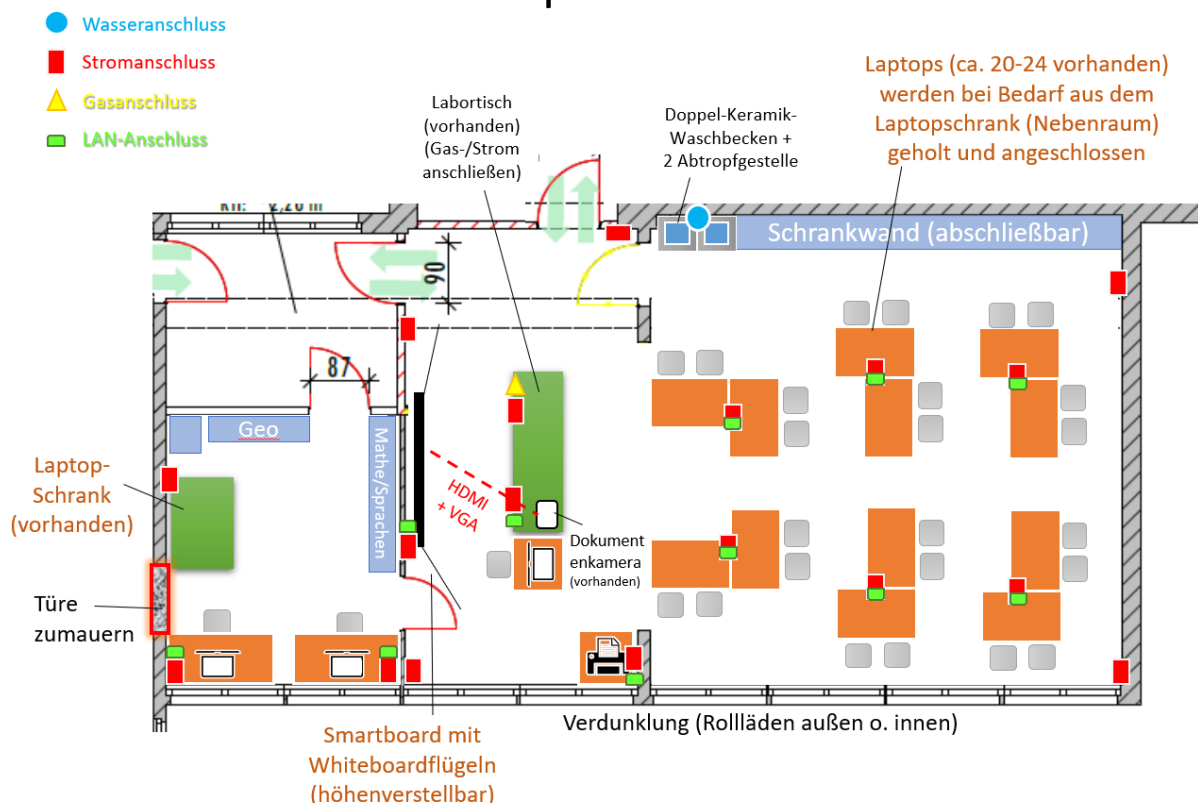 Wasseranschluss
Stromanschluss
Gasanschluss
LAN-Anschluss
Labortisch
(vorhanden)
(Gas-/Strom
anschließen)
Doppel-Keramik-
Waschbecken +
2 Abtropfgestelle
Laptops (ca. 20-24 vorhanden)
werden bei Bedarf aus dem
Laptopschrank (Nebenraum)
geholt und angeschlossen
Schrankwand (abschließbar)
90
87
Geo
Mathe/Sprachen
Laptop-
Schrank
(vorhanden)
HDMI
+ VGA
Dokument
enkamera
(vorhanden)
Türe
zumauern
Verdunklung (Rollläden außen o. innen)
Smartboard mit
Whiteboardflügeln
(höhenverstellbar)